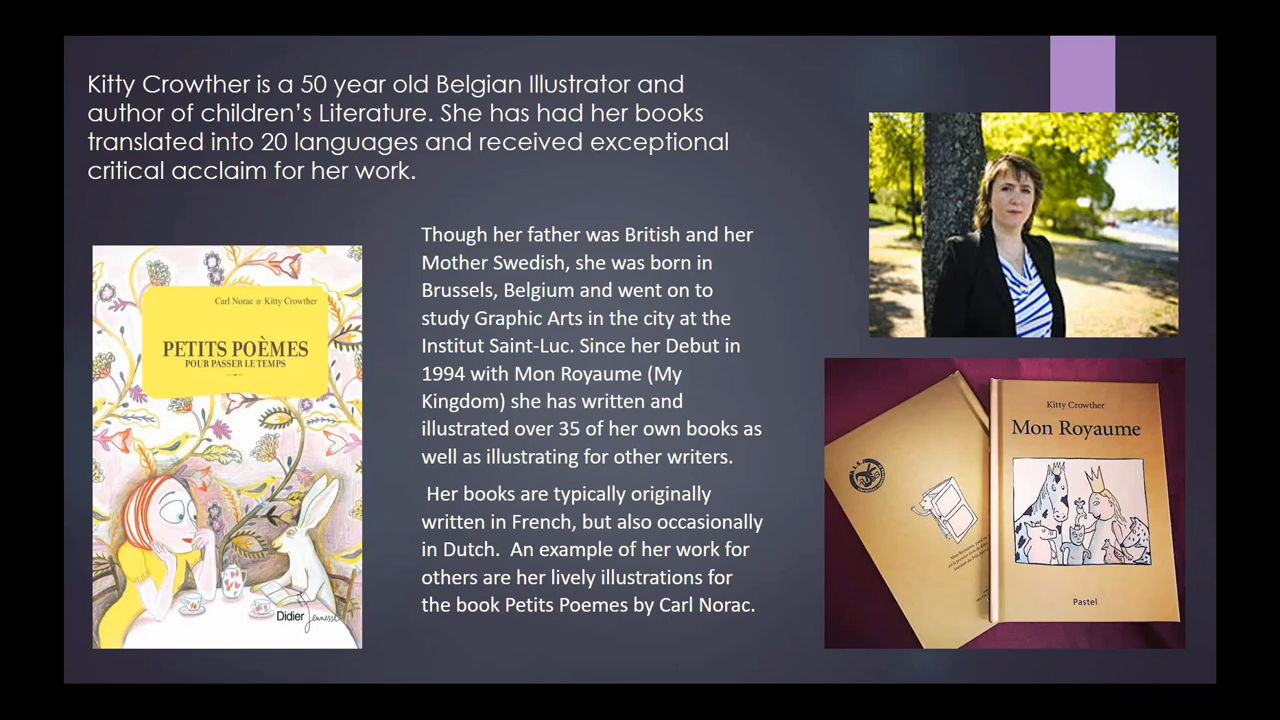 Kitty Crowther is a 50 year old Belgian Illustrator and
author of children’s Literature. She has had her books
translated into 20 languages and received exceptional
critical acclaim for her work.
Though her father was British and her
Mother Swedish, she was born in
Brussels, Belgium and went on to
study Graphic Arts in the city at the
Institut Saint-Luc. Since her Debut in
1994 with Mon Royaume (My
Kingdom) she has written and
illustrated over 35 of her own books as
well as illustrating for other writers.
Her books are typically originally
written in French, but also occasionally
in Dutch. An example of her work for
others are her lively illustrations for
the book Petits Poemes by Carl Norac.
Carl Norac Kitty Crowther
PETITS POÈMES
POUR PASSER LE TEMPS
Didier Jeunesse
Kitty Crowther
Mon Royaume
Pastel